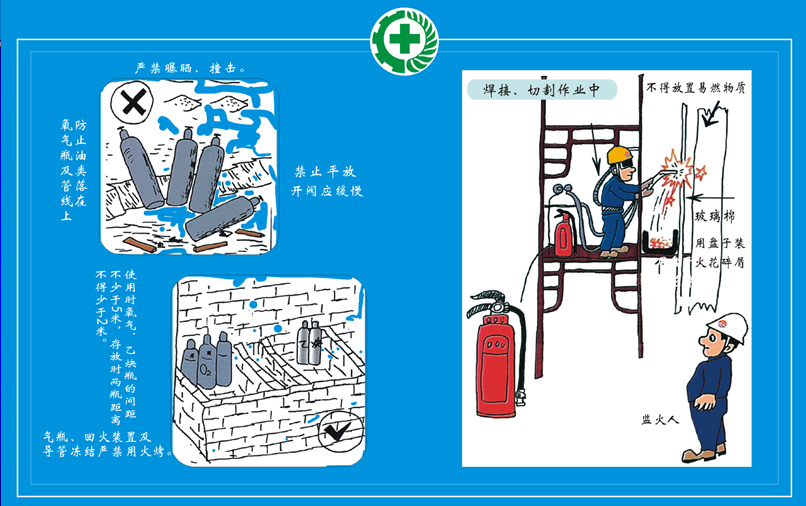 严禁曝晒、撞击。
防止油类落在
氧气瓶及管线
上
禁止平放
开阀应缓慢
使用时氧气、乙炔瓶的间距
不少于5米，存放时两瓶距离
不得少于2米。
O₂
乙炔
气瓶、回火装置及
导管冻结严禁用火烤。
焊接、切割作业中
不得放置易燃物质
玻璃棉
用盒子装
火花碎屑
监火人